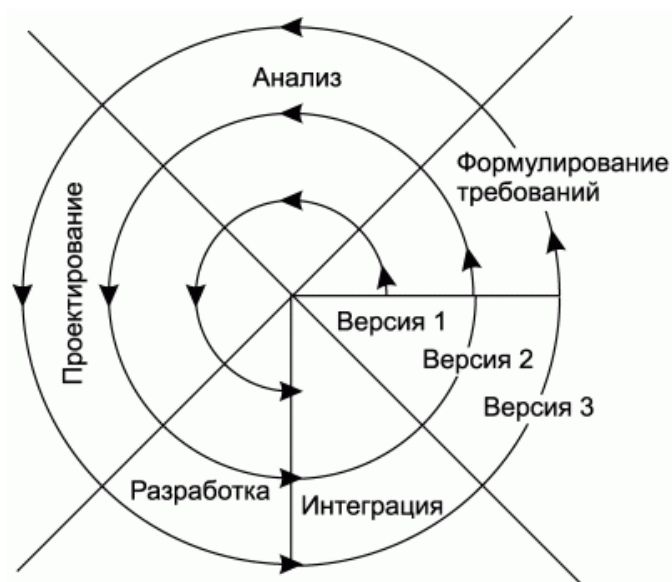 Анализ
Формулирование
требований
Проектирование
Версия 1
Версия 2
Версия 3
Разработка
Интеграция